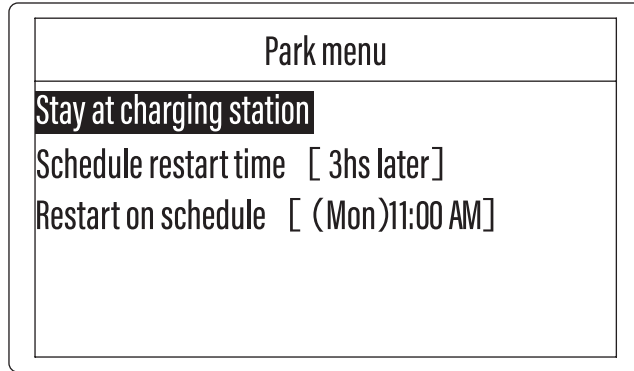 Park menu
Stay at charging station
Schedule restart time [ 3hs later]
Restart on schedule [ (Mon)11:00 AM]